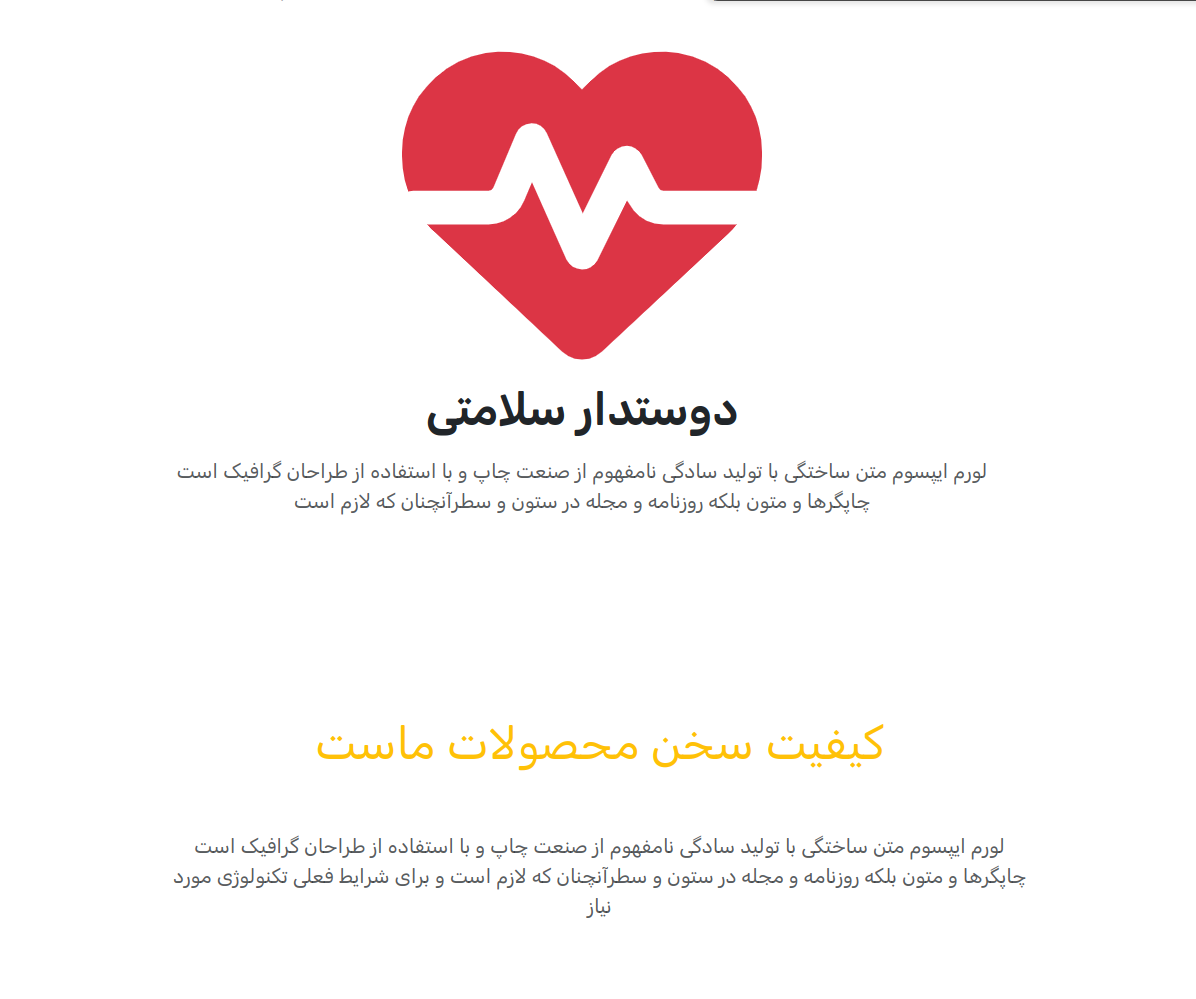 دوستدار سلامتی
لورم ایپسوم متن ساختگی با تولید سادگی نامفهوم از صنعت چاپ و با استفاده از طراحان گرافیک است
چاپگرها و متون بلکه روزنامه و مجله در ستون و سطرآنچنان که لازم است
کیفیت سخن محصولات ماست
لورم ایپسوم متن ساختگی با تولید سادگی نامفهوم از صنعت چاپ و با استفاده از طراحان گرافیک است
چاپگرها و متون بلکه روزنامه و مجله در ستون و سطرآنچنان که لازم است و برای شرایط فعلی تکنولوژی مورد
نیاز